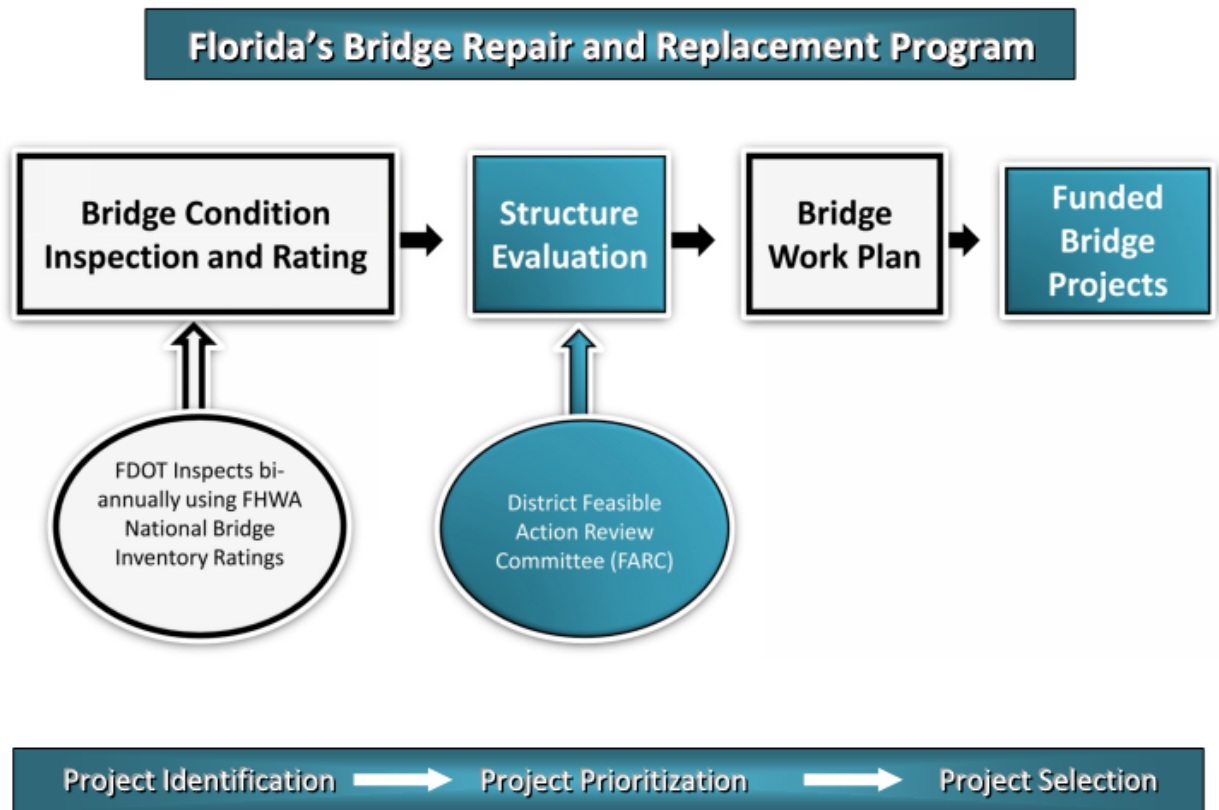 Florida's Bridge Repair and Replacement Program
Bridge Condition
Inspection and Rating
Structure
Evaluation
Bridge
Work Plan
Funded
Bridge
Projects
FDOT Inspects bi-
annually using FHWA
National Bridge
Inventory Ratings
District Feasible
Action Review
Committee (FARC)
Project Identification
Project Prioritization
Project Selection